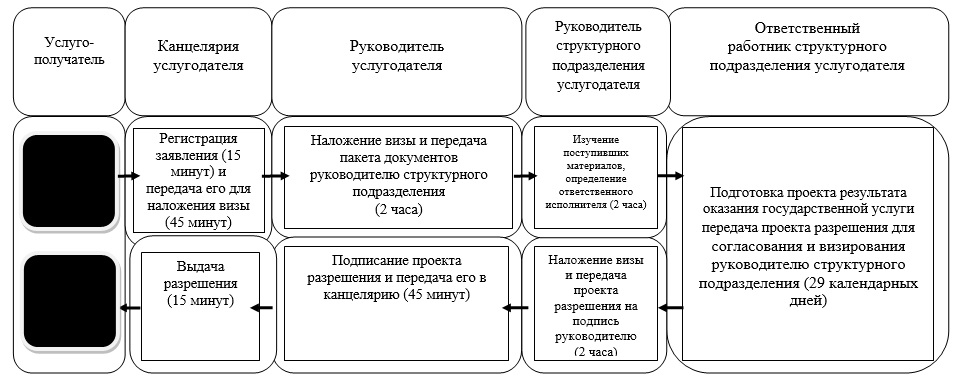 Услуго-
получатель
Канцелярия
услугодателя
Руководитель
услугодателя
Руководитель
структурного
подразделения
услугодателя
Ответственный
работник структурного
подразделения услугодателя
Регистрация
заявления (15
минут) и
передача его для
наложения визы
(45 минут)
Наложение визы и передача
пакета документов
руководителю структурного
подразделения
(2 часа)
Изучение
поступивших
материалов,
определение
ответственного
исполнителя (2 часа)
Подготовка проекта результата
оказания государственной услуги
передача проекта разрешения для
согласования и визирования
руководителю структурного
подразделения (29 календарных
дней)
Выдача
разрешения
(15 минут)
Подписание проекта
разрешения и передача его в
канцелярию (45 минут)
Наложение визы
и передача
проекта
разрешения на
подпись
руководителю
(2 часа)